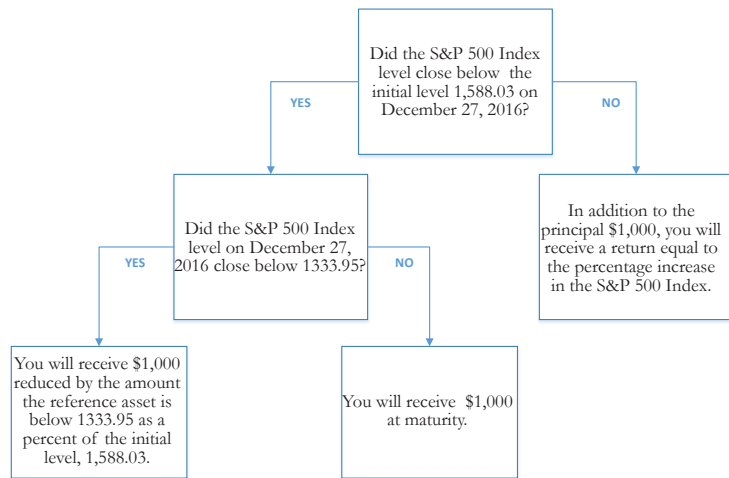 Did the S&P 500 Index
level close below the
initial level 1,588.03 on
December 27, 2016?
YES
NO
Did the S&P 500 Index
level on December 27,
2016 close below 1333.95?
In addition to the
principal $1,000, you will
receive a return equal to
the percentage increase
in the S&P 500 Index.
YES
NO
You will receive $1,000
reduced by the amount
the reference asset is
below 1333.95 as a
percent of the initial
level, 1,588.03.
You will receive $1,000
at maturity.